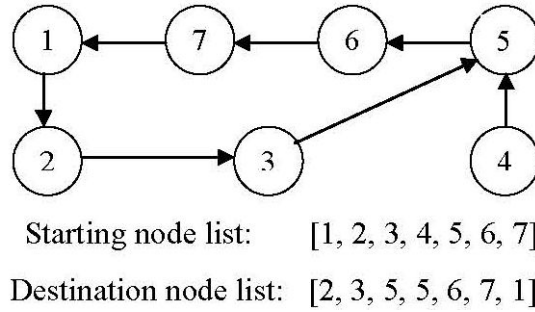 1 7 6 5
2 3 4
Starting node list: [1, 2, 3, 4, 5, 6, 7]
Destination node list: [2, 3, 5, 5, 6, 7, 1]